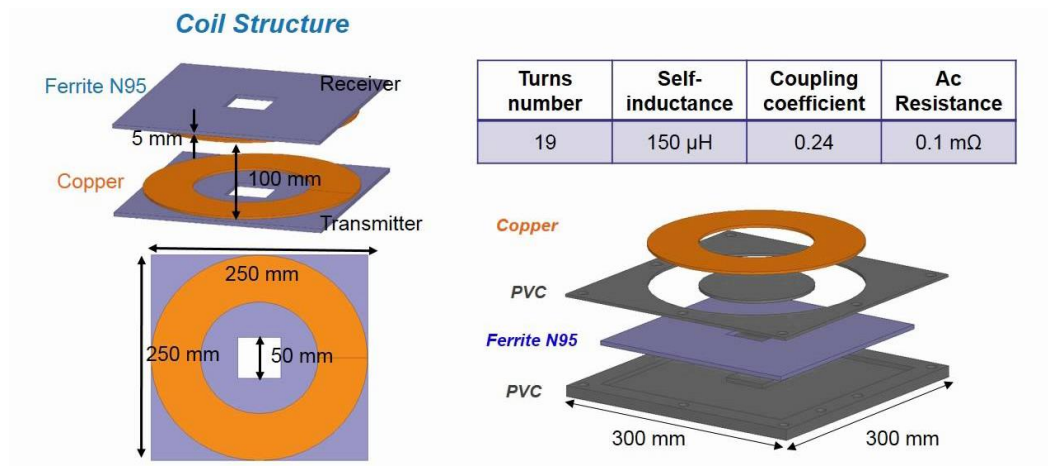 Coil Structure
Ferrite N95
Receiver
5 mm
Copper
100 mm
Transmitter
250 mm
250 mm
50 mm
Turns number
Self-inductance
Coupling coefficient
Ac Resistance
19
150 µH
0.24
0.1 mΩ
Copper
PVC
Ferrite N95
PVC
300 mm
300 mm